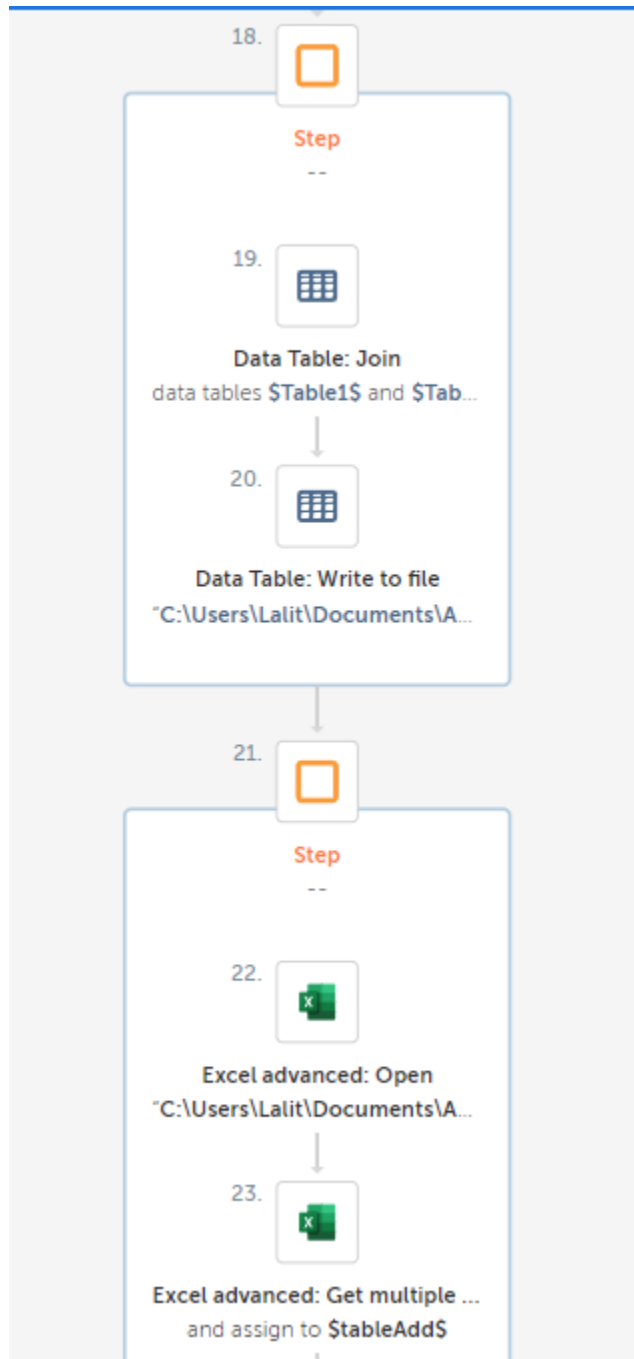 18.
Step
--
19.
Data Table: Join
data tables $Table1$ and $Tab...
20.
Data Table: Write to file
"C:\Users\Lalit\Documents\A...
21.
Step
--
22.
Excel advanced: Open
"C:\Users\Lalit\Documents\A...
23.
Excel advanced: Get multiple ...
and assign to $tableAdd$